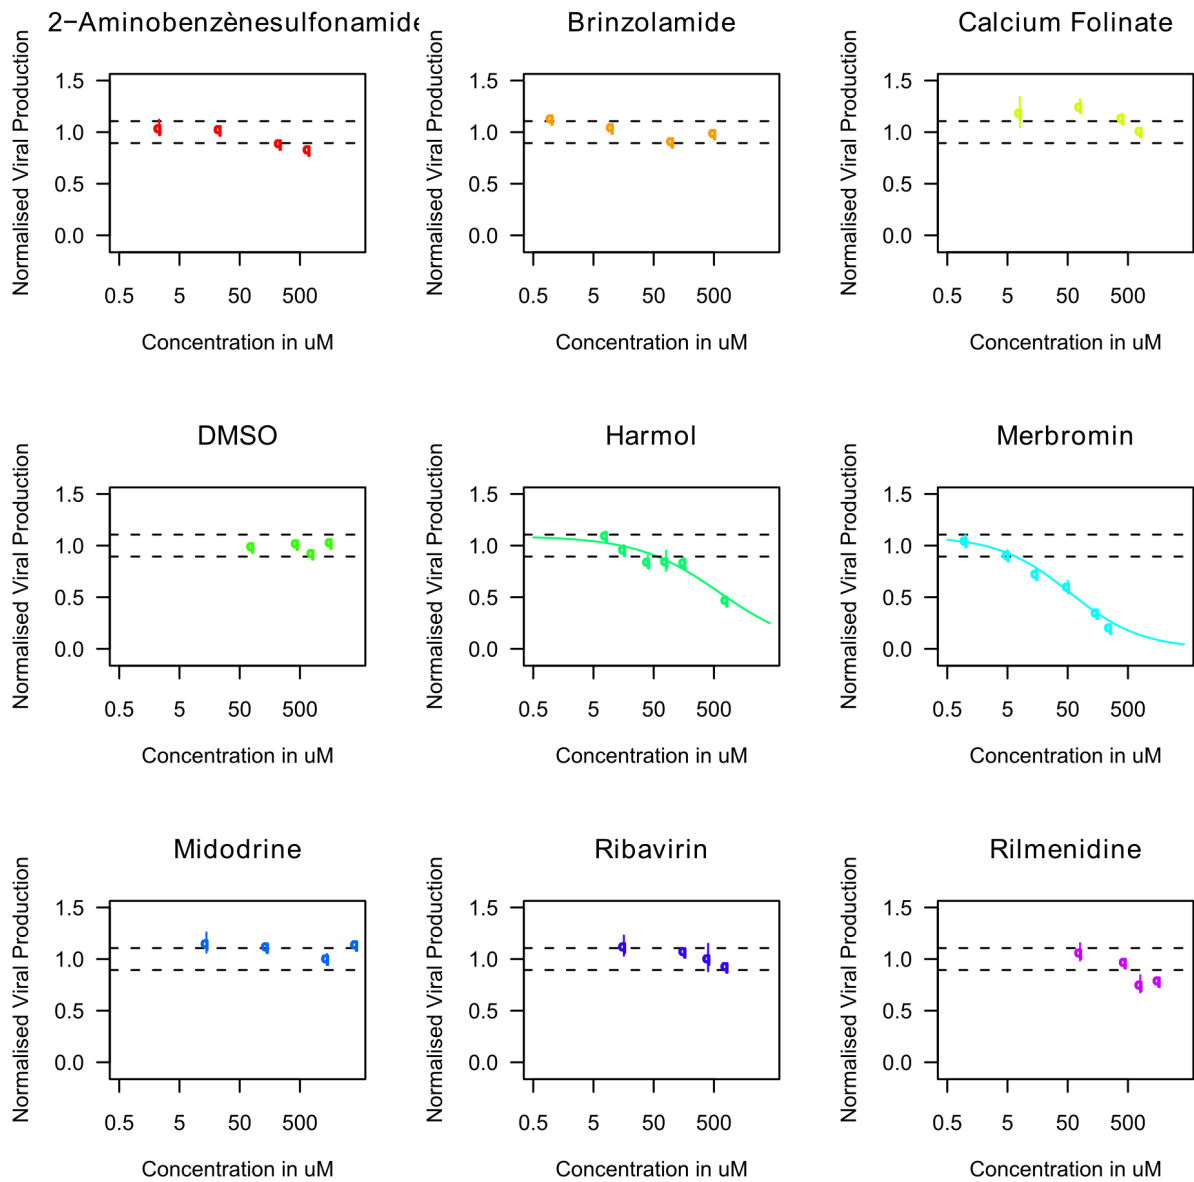 2−Aminobenzènesulfonamide
Normalised Viral Production
1.5
1.0
0.5
0.0
0.5 5 50 500
Concentration in uM
Brinzolamide
Normalised Viral Production
1.5
1.0
0.5
0.0
0.5 5 50 500
Concentration in uM
Calcium Folinate
Normalised Viral Production
1.5
1.0
0.5
0.0
0.5 5 50 500
Concentration in uM
DMSO
Normalised Viral Production
1.5
1.0
0.5
0.0
0.5 5 50 500
Concentration in uM
Harmol
Normalised Viral Production
1.5
1.0
0.5
0.0
0.5 5 50 500
Concentration in uM
Merbromin
Normalised Viral Production
1.5
1.0
0.5
0.0
0.5 5 50 500
Concentration in uM
Midodrine
Normalised Viral Production
1.5
1.0
0.5
0.0
0.5 5 50 500
Concentration in uM
Ribavirin
Normalised Viral Production
1.5
1.0
0.5
0.0
0.5 5 50 500
Concentration in uM
Rilmenidine
Normalised Viral Production
1.5
1.0
0.5
0.0
0.5 5 50 500
Concentration in uM